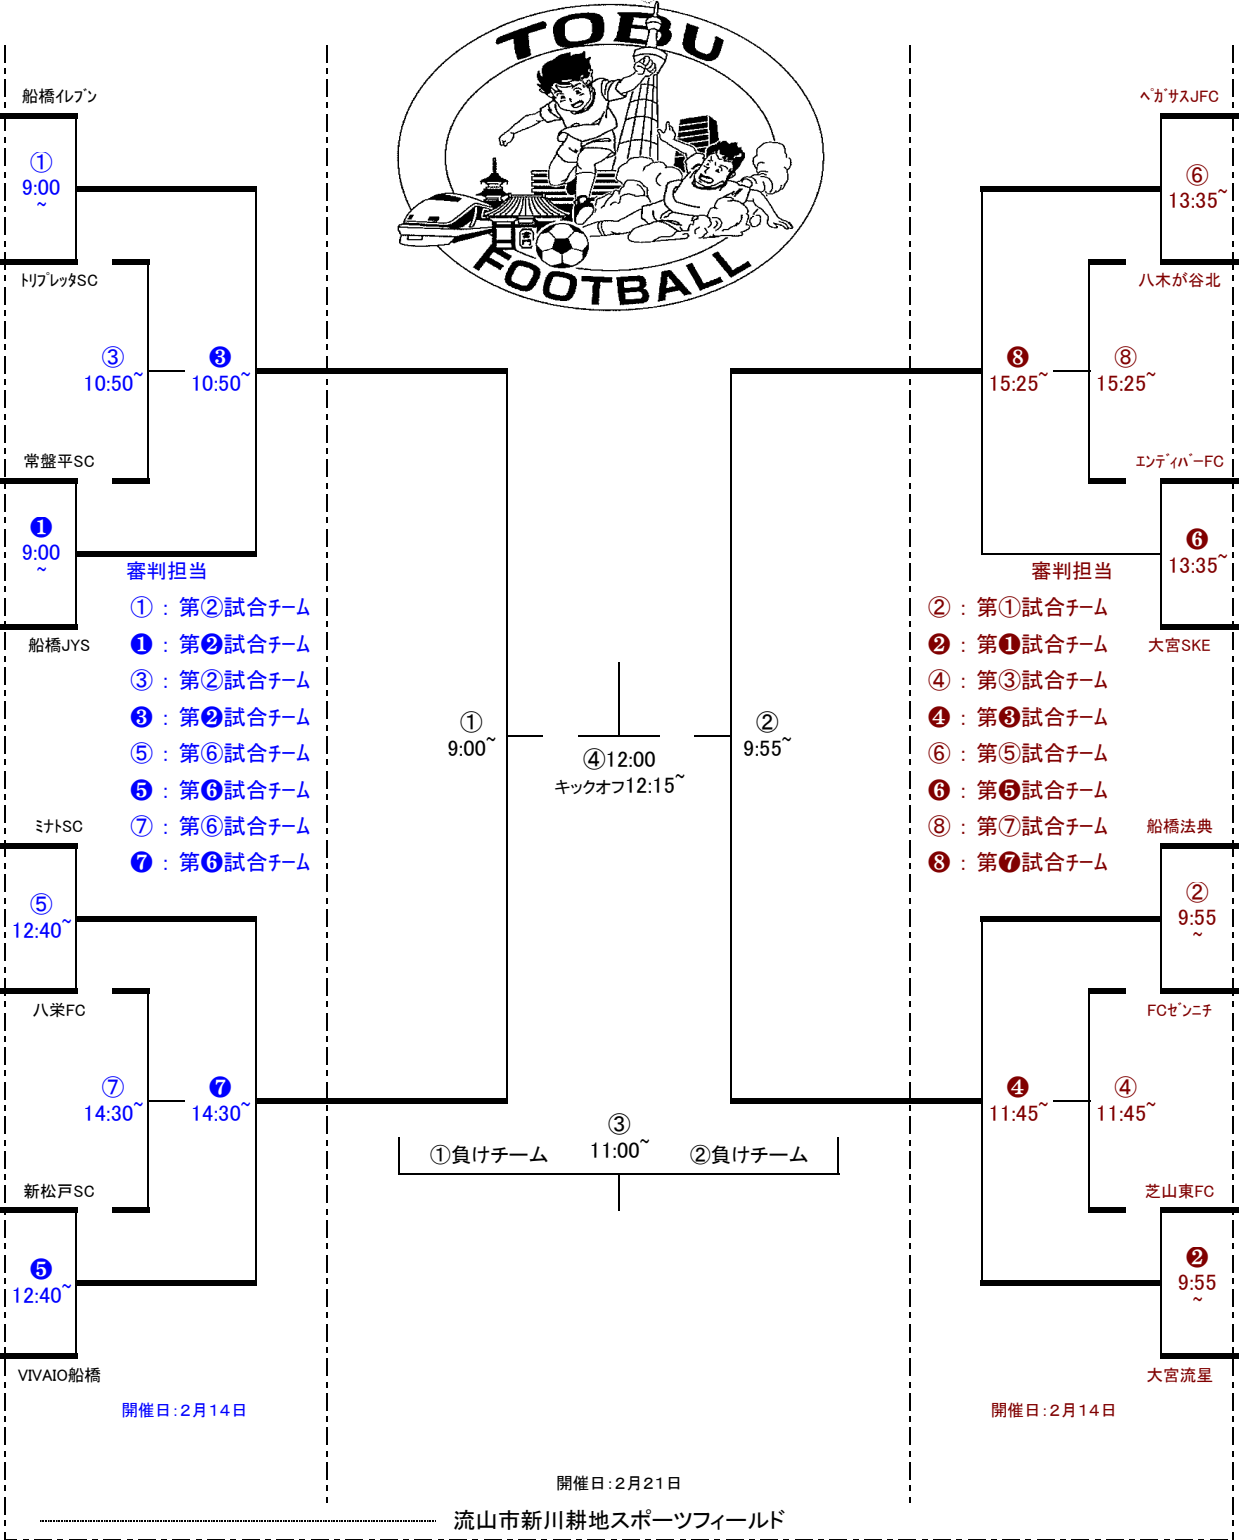 TOBU
FOOTBALL
船橋ｲﾚﾌﾞﾝ
①
9:00
~
ﾄﾘﾌﾟﾚｯﾀSC
③
10:50~
❸
10:50~
常盤平SC
❶
9:00
~
船橋JYS
審判担当
① : 第②試合ﾁｰﾑ
❶ : 第❷試合ﾁｰﾑ
③ : 第②試合ﾁｰﾑ
❸ : 第❷試合ﾁｰﾑ
⑤ : 第⑥試合ﾁｰﾑ
❺ : 第❻試合ﾁｰﾑ
⑦ : 第⑥試合ﾁｰﾑ
❼ : 第❻試合ﾁｰﾑ
ﾐﾅﾄSC
⑤
12:40~
八栄FC
⑦
14:30~
❼
14:30~
新松戸SC
❺
12:40~
VIVAIO船橋
開催日:２月１４日
①
9:00~
④12:00
キックオフ12:15~
②
9:55~
③
11:00~
①負けチーム
②負けチーム
ﾍﾟｶﾞｻｽJFC
⑥
13:35~
八木が谷北
❽
15:25~
⑧
15:25~
ｴﾝﾃﾞｨﾊﾞｰFC
❻
13:35~
大宮SKE
審判担当
② : 第①試合ﾁｰﾑ
❷ : 第❶試合ﾁｰﾑ
④ : 第③試合ﾁｰﾑ
❹ : 第❸試合ﾁｰﾑ
⑥ : 第⑤試合ﾁｰﾑ
❻ : 第❺試合ﾁｰﾑ
⑧ : 第⑦試合ﾁｰﾑ
❽ : 第❼試合ﾁｰﾑ
船橋法典
②
9:55
~
FCｾﾞﾝﾆﾁ
❹
11:45~
④
11:45~
芝山東FC
❷
9:55
~
大宮流星
開催日:２月１４日
開催日:２月２１日
流山市新川耕地スポーツフィールド